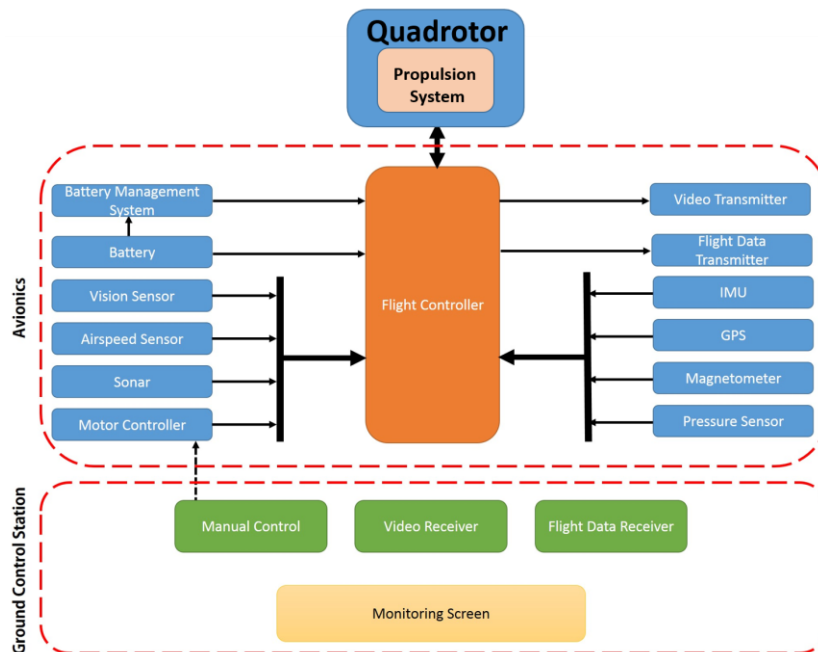 Quadrotor
Propulsion
System
Avionics
Battery Management
System
Battery
Vision Sensor
Airspeed Sensor
Sonar
Motor Controller
Flight Controller
Video Transmitter
Flight Data
Transmitter
IMU
GPS
Magnetometer
Pressure Sensor
Ground Control Station
Manual Control
Video Receiver
Flight Data Receiver
Monitoring Screen